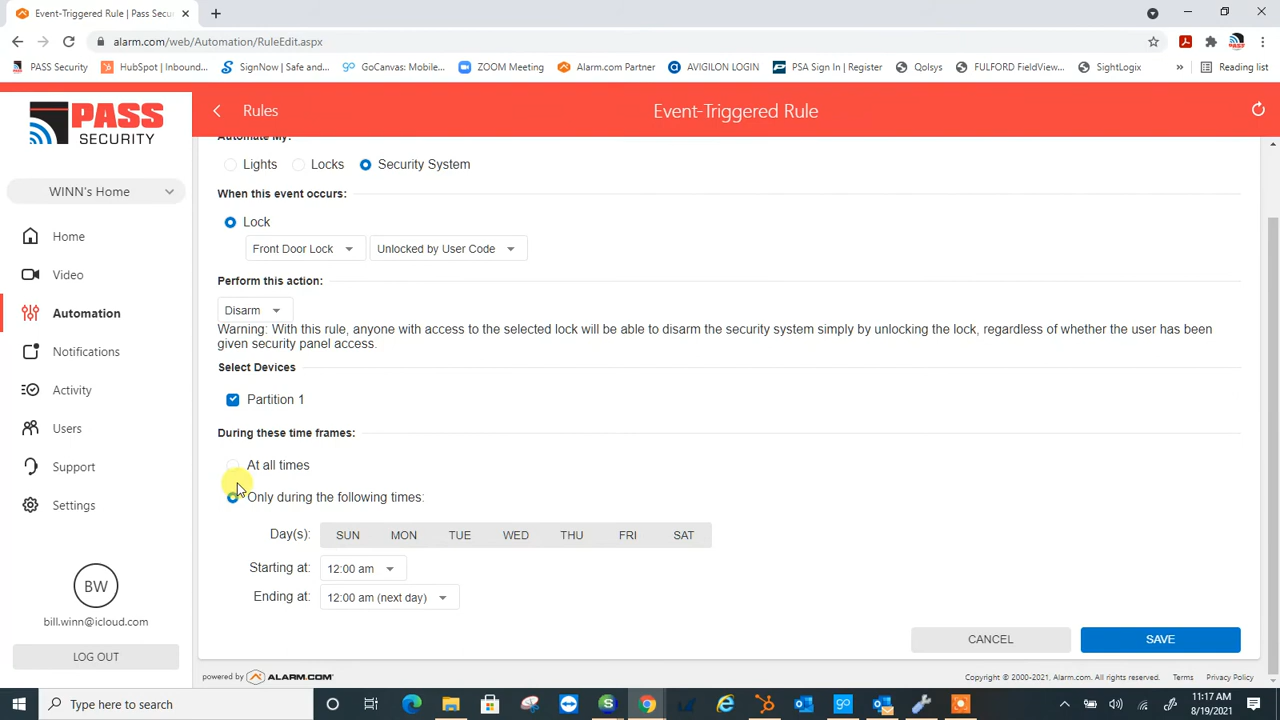 Event-Triggered Rule | Pass Secur
alarm.com/web/Automation/RuleEdit.aspx
PASS Security
HubSpot | Inbound...
SignNow | Safe and...
GoCanvas: Mobile...
ZOOM Meeting
Alarm.com Partner
AVIGILON LOGIN
PSA Sign In | Register
Qolsys
FULFORD FieldView...
SightLogix
»
Reading list
PASS
SECURITY
Rules
Event-Triggered Rule
WINN's Home
Home
Video
Automation
Notifications
Activity
Users
Support
Settings
BW
bill.winn@icloud.com
LOG OUT
Automate My:
Lights
Locks
Security System
When this event occurs:
Lock
Front Door Lock
Unlocked by User Code
Perform this action:
Disarm
Warning: With this rule, anyone with access to the selected lock will be able to disarm the security system simply by unlocking the lock, regardless of whether the user has been
given security panel access.
Select Devices
Partition 1
During these time frames:
At all times
Only during the following times:
Day(s): SUN MON TUE WED THU FRI SAT
Starting at: 12:00 am
Ending at: 12:00 am (next day)
CANCEL
SAVE
powered by ALARM.COM
Copyright © 2000-2021, Alarm.com. All rights reserved.
Terms
Privacy Policy
Type here to search
11:17 AM
8/19/2021